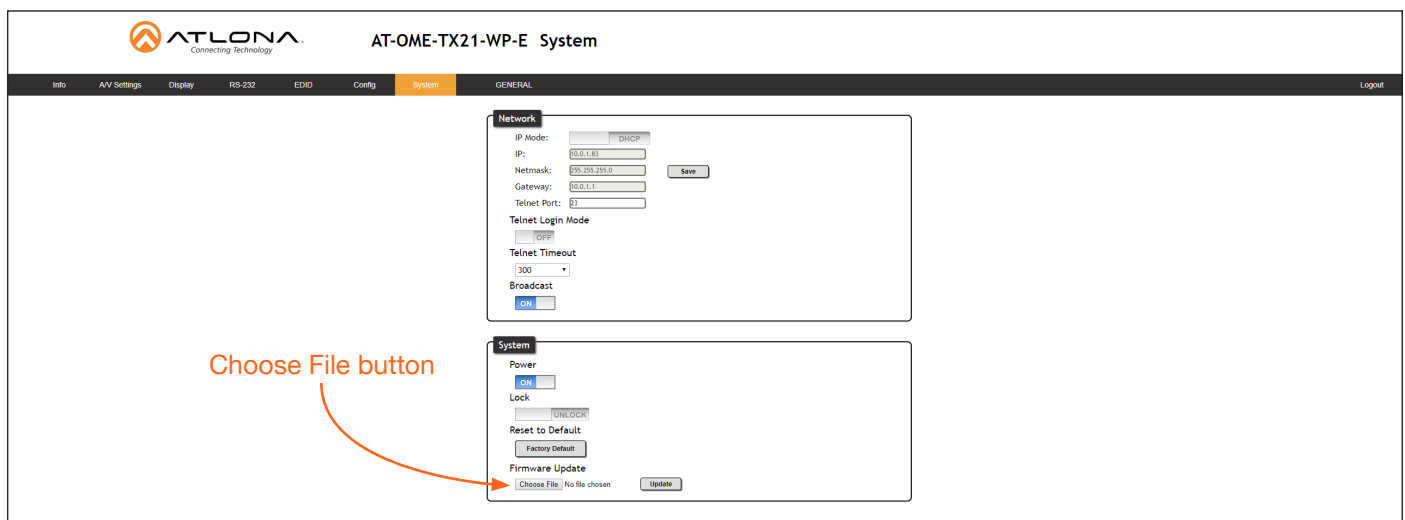 ATLONA.
Connecting Technology
AT-OME-TX21-WP-E System
Info A/V Settings Display RS-232 EDID Config System GENERAL Logout
Network
IP Mode: DHCP
IP: 10.0.1.83
Netmask: 255.255.255.0 Save
Gateway: 10.0.1.1
Telnet Port: 23
Telnet Login Mode
OFF
Telnet Timeout
300
Broadcast
ON
System
Choose File button
Power
ON
Lock
UNLOCK
Reset to Default
Factory Default
Firmware Update
Choose File No file chosen Update